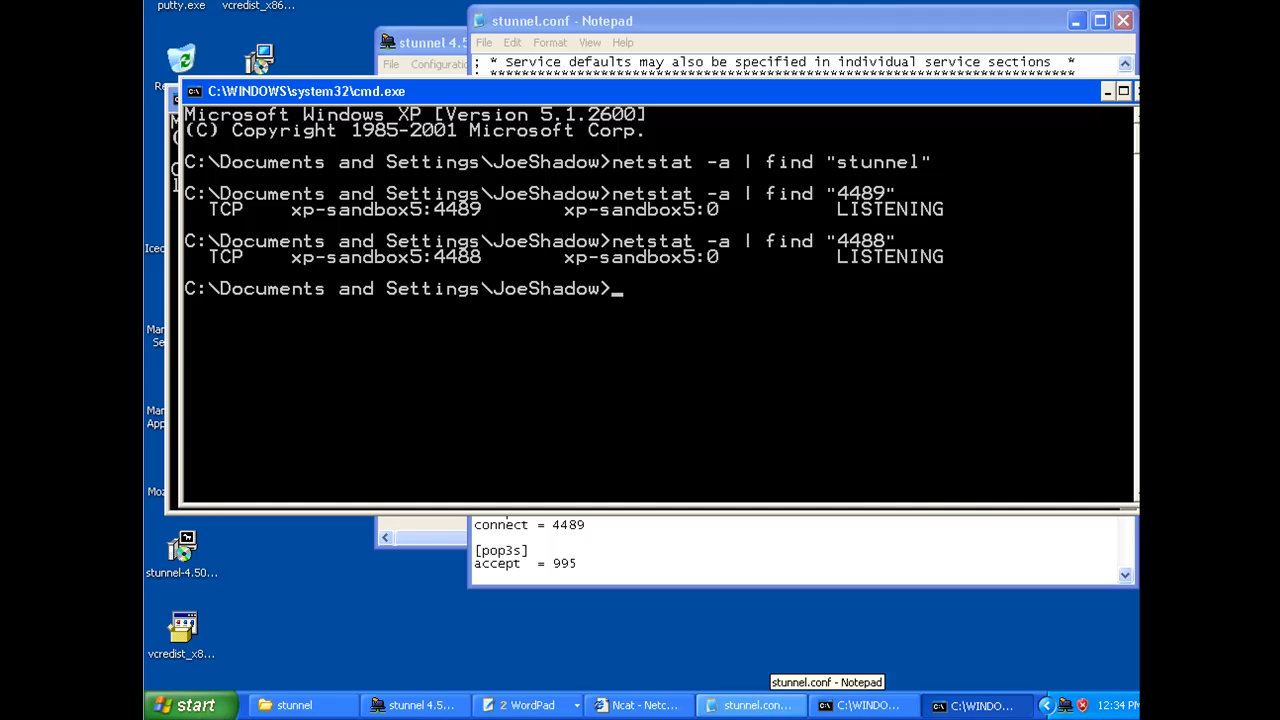 putty.exe
vcredist_x86...
stunnel.conf - Notepad
stunnel 4.5
File Edit Format View Help
File Configuratio
; * Service defaults may also be specified in individual service sections *
; **************************************************************************
C:\WINDOWS\system32\cmd.exe
Microsoft Windows XP [Version 5.1.2600]
(C) Copyright 1985-2001 Microsoft Corp.
C:\Documents and Settings\JoeShadow>netstat -a | find "stunnel"
C:\Documents and Settings\JoeShadow>netstat -a | find "4489"
TCP xp-sandbox5:4489 xp-sandbox5:0 LISTENING
C:\Documents and Settings\JoeShadow>netstat -a | find "4488"
TCP xp-sandbox5:4488 xp-sandbox5:0 LISTENING
C:\Documents and Settings\JoeShadow>_
connect = 4489
[pop3s]
accept = 995
stunnel-4.50...
vcredist_x8...
stunnel.conf - Notepad
start
stunnel
stunnel 4.5...
2 WordPad
Ncat - Netc...
stunnel.con...
C:\WINDO...
C:\WINDO...
12:34 PM